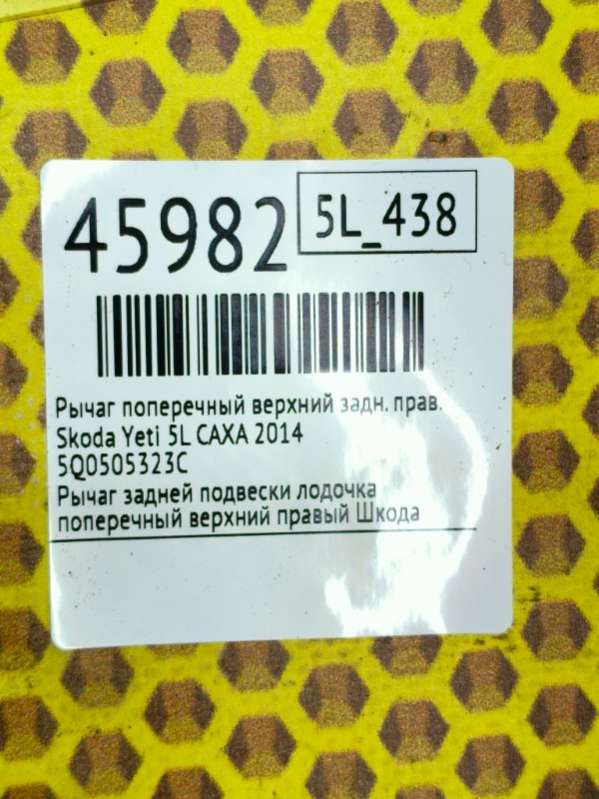 45982 5L_438
Рычаг поперечный верхний задн. прав.
Skoda Yeti 5L CAXA 2014
5Q0505323C
Рычаг задней подвески лодочка
поперечный верхний правый Шкода